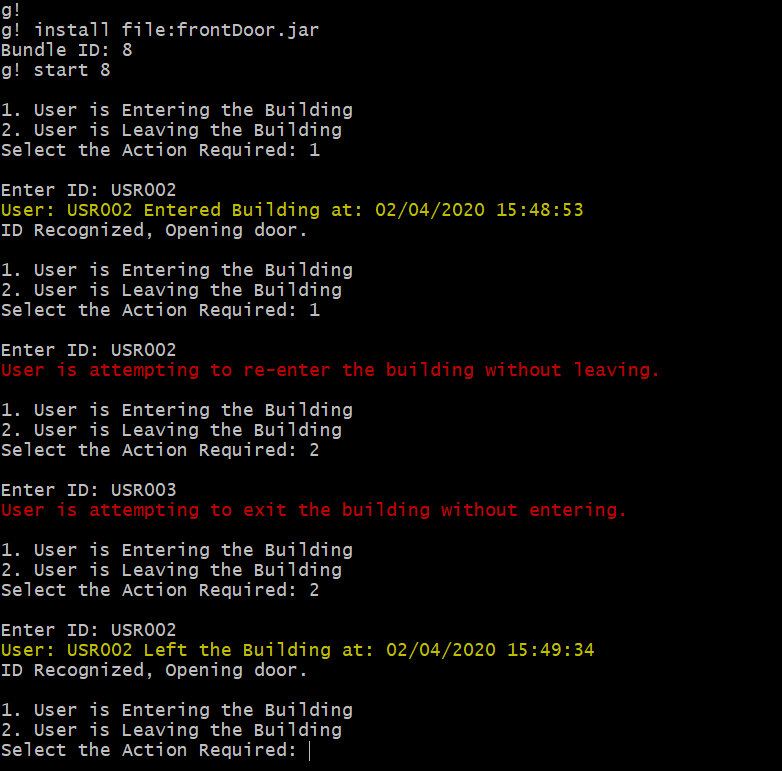 g!
g! install file:frontDoor.jar
Bundle ID: 8
g! start 8
1. User is Entering the Building
2. User is Leaving the Building
Select the Action Required: 1
Enter ID: USR002
User: USR002 Entered Building at: 02/04/2020 15:48:53
ID Recognized, Opening door.
1. User is Entering the Building
2. User is Leaving the Building
Select the Action Required: 1
Enter ID: USR002
User is attempting to re-enter the building without leaving.
1. User is Entering the Building
2. User is Leaving the Building
Select the Action Required: 2
Enter ID: USR003
User is attempting to exit the building without entering.
1. User is Entering the Building
2. User is Leaving the Building
Select the Action Required: 2
Enter ID: USR002
User: USR002 Left the Building at: 02/04/2020 15:49:34
ID Recognized, Opening door.
1. User is Entering the Building
2. User is Leaving the Building
Select the Action Required: